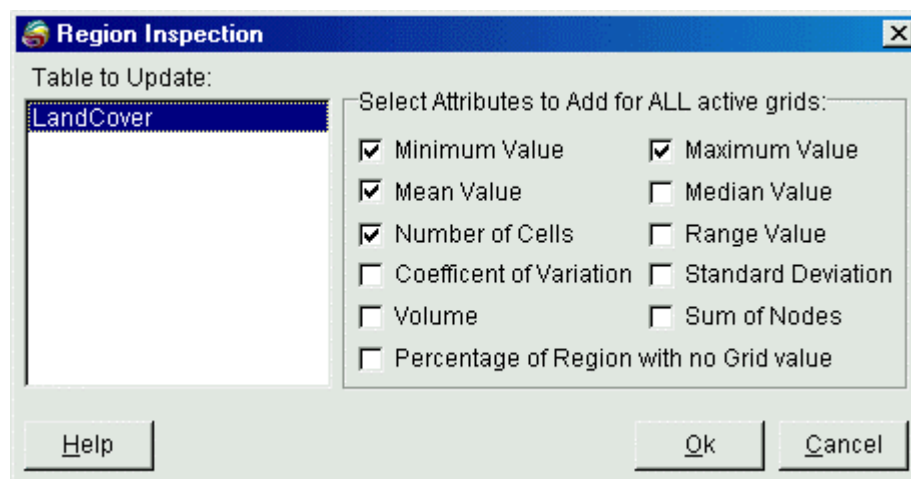 Region Inspection
Table to Update:
LandCover
Select Attributes to Add for ALL active grids:
Minimum Value
Maximum Value
Mean Value
Median Value
Number of Cells
Range Value
Coefficent of Variation
Standard Deviation
Volume
Sum of Nodes
Percentage of Region with no Grid value
Help
Ok
Cancel